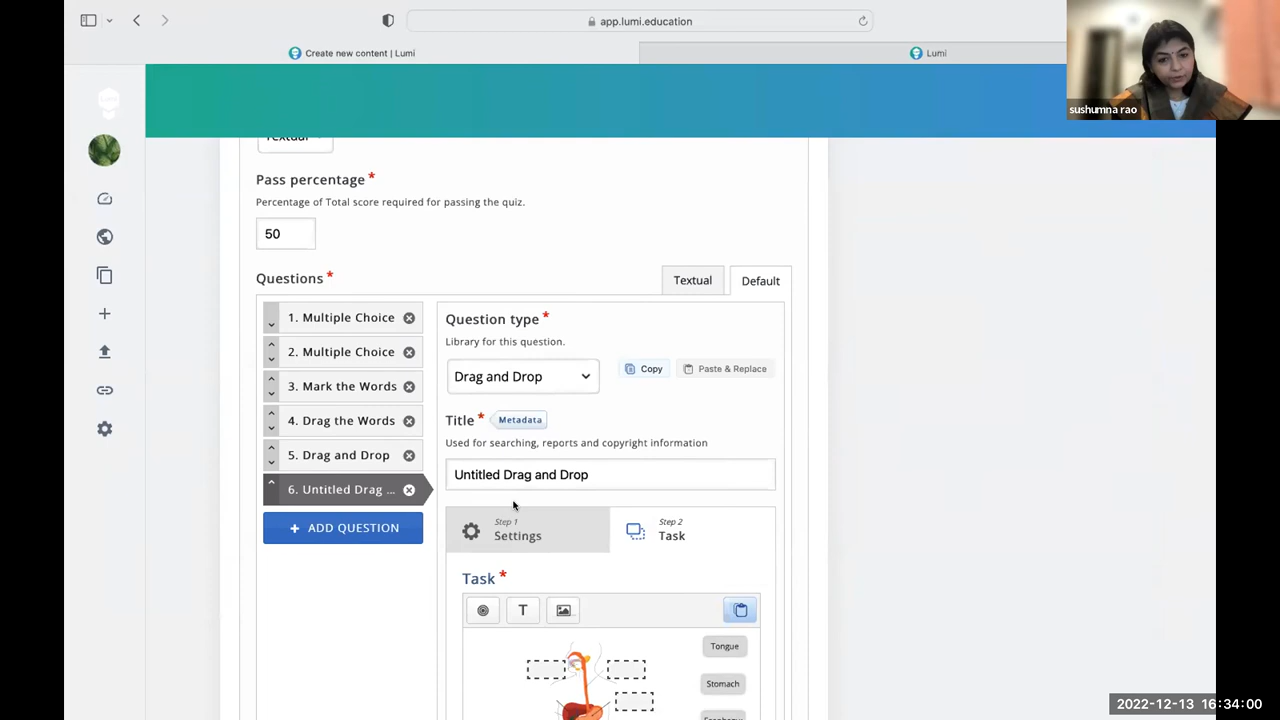 app.lumi.education
Create new content | Lumi
Lumi
sushumna rao
Textual
Pass percentage *
Percentage of Total score required for passing the quiz.
50
Questions *
Textual
Default
1. Multiple Choice
2. Multiple Choice
3. Mark the Words
4. Drag the Words
5. Drag and Drop
6. Untitled Drag ...
+ ADD QUESTION
Question type *
Library for this question.
Drag and Drop
Copy
Paste & Replace
Title *
Metadata
Used for searching, reports and copyright information
Untitled Drag and Drop
Step 1
Settings
Step 2
Task
Task *
T
Tongue
Stomach
2022-12-13 16:34:00